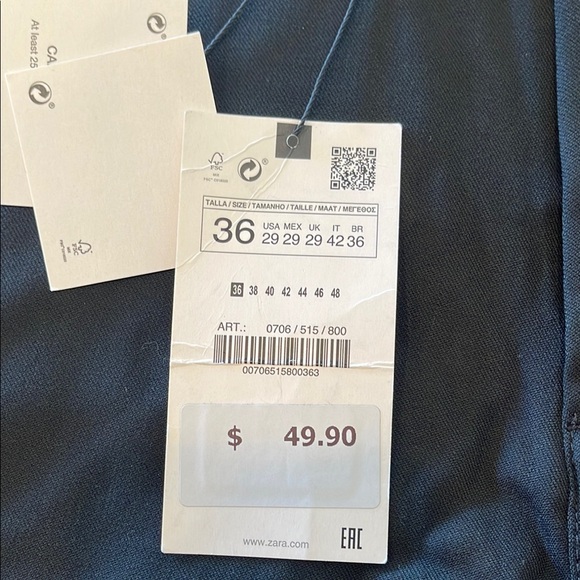 CA
At least 25
FSC
FSC
TALLA / SIZE / TAMANHO / TAILLE / MAAT / ΜΕΓΕΘΟΣ
36 USA MEX UK IT BR
29 29 29 42 36
36 38 40 42 44 46 48
ART.: 0706 / 515 / 800
00706515800363
$ 49.90
www.zara.com
EAC